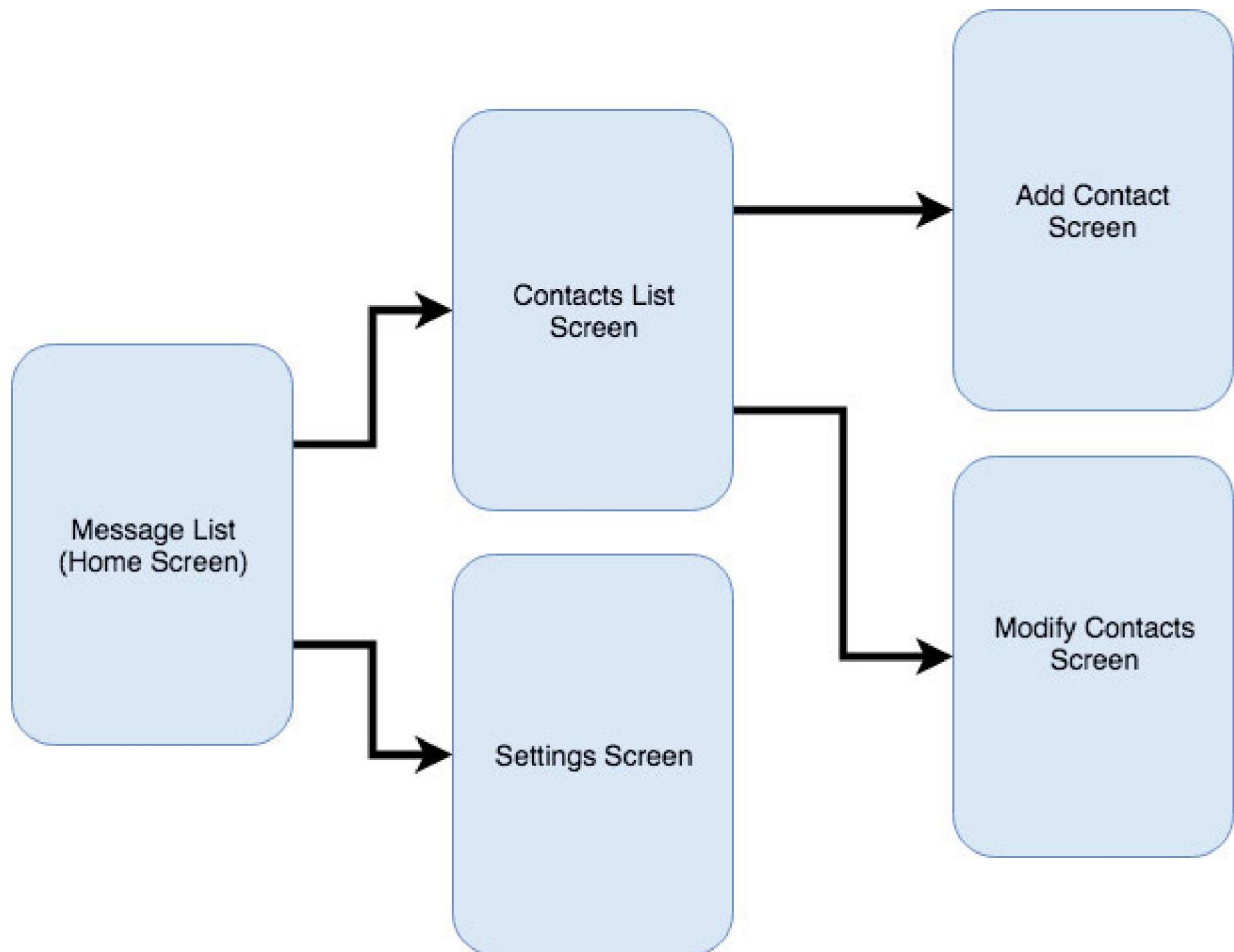 Message List
(Home Screen)
Contacts List
Screen
Settings Screen
Add Contact
Screen
Modify Contacts
Screen